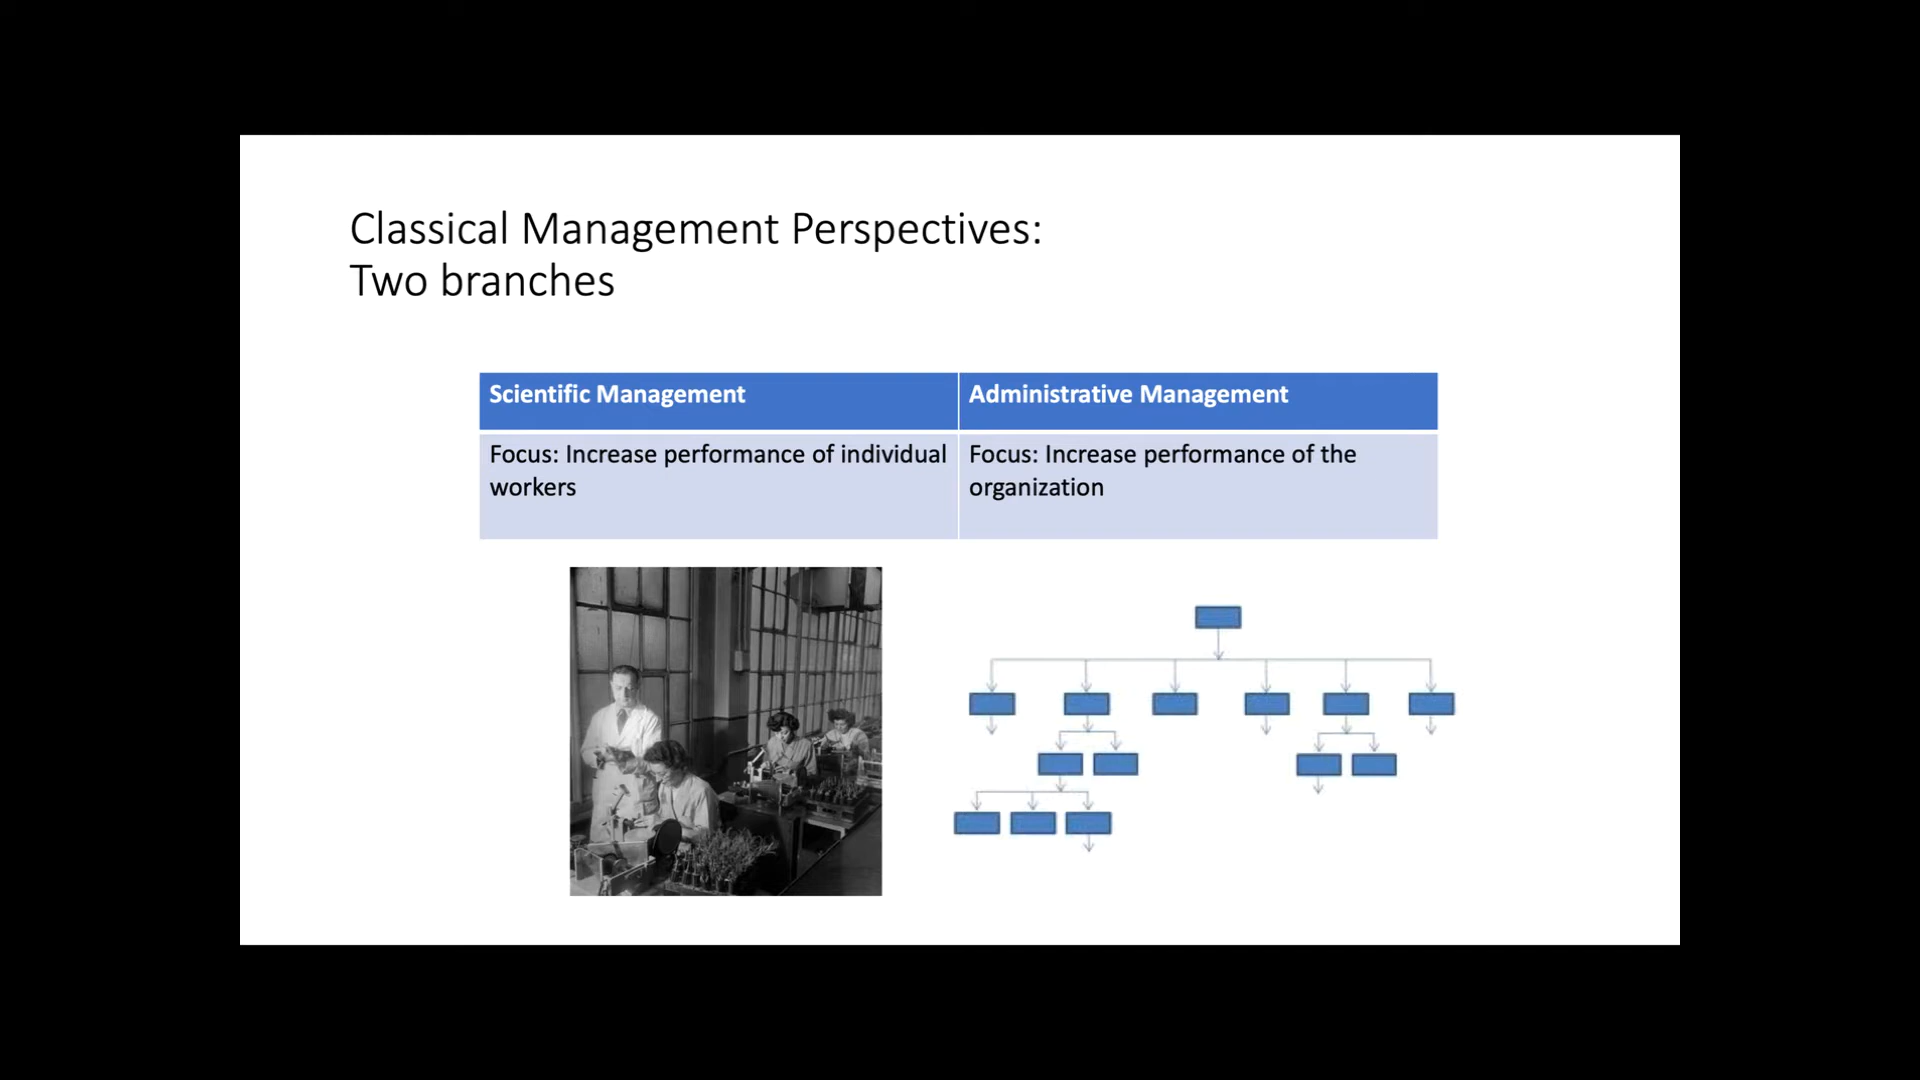 Classical Management Perspectives:
Two branches
Scientific Management
Administrative Management
Focus: Increase performance of individual
workers
Focus: Increase performance of the
organization